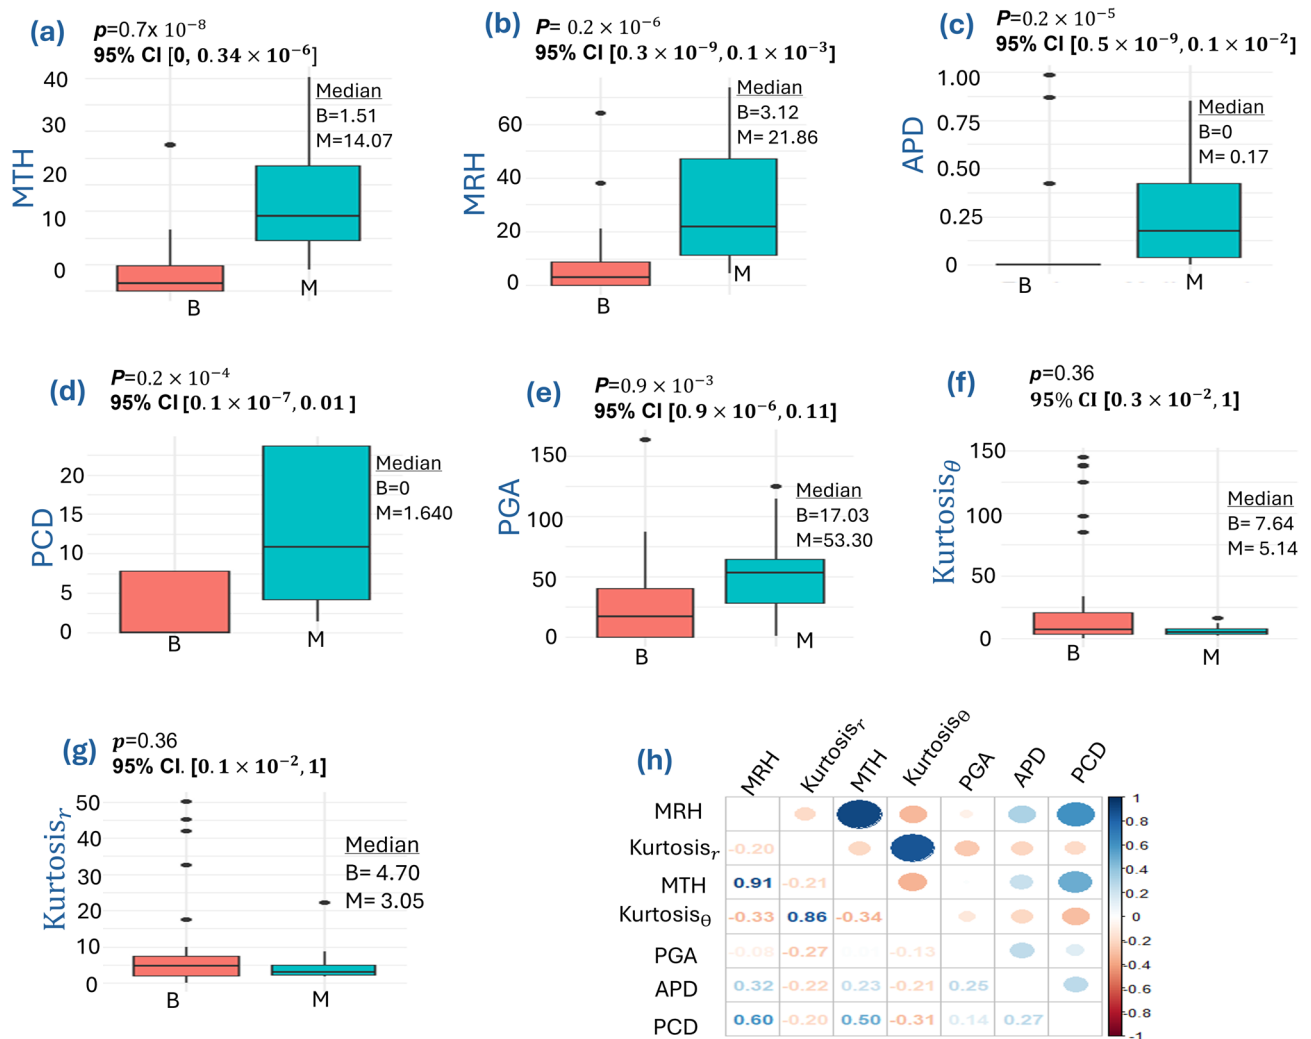 (a)
p=0.7x 10⁻⁸
95% CI [0, 0.34 × 10⁻⁶]
MTH
40
30
20
10
0
Median
B=1.51
M=14.07
B
M
(b)
P= 0.2 × 10⁻⁶
95% CI [0.3 × 10⁻⁹, 0.1 × 10⁻³]
MRH
60
40
20
0
Median
B=3.12
M= 21.86
B
M
(c)
P=0.2 × 10⁻⁵
95% CI [0.5 × 10⁻⁹, 0.1 × 10⁻²]
APD
1.00
0.75
0.50
0.25
0
Median
B=0
M= 0.17
B
M
(d)
P=0.2 × 10⁻⁴
95% CI [0.1 × 10⁻⁷, 0.01 ]
PCD
20
15
10
5
0
Median
B=0
M=1.640
B
M
(e)
P=0.9 × 10⁻³
95% CI [0.9 × 10⁻⁶, 0.11]
PGA
150
100
50
0
Median
B=17.03
M=53.30
B
M
(f)
p=0.36
95% CI [0.3 × 10⁻², 1]
Kurtosisθ
150
100
50
0
Median
B= 7.64
M= 5.14
B
M
(g)
p=0.36
95% CI. [0.1 × 10⁻², 1]
Kurtosisᵣ
50
40
30
20
10
0
Median
B= 4.70
M= 3.05
B
M
(h)
MRH Kurtosisᵣ MTH Kurtosisθ PGA APD PCD
MRH
Kurtosisᵣ -0.20
MTH 0.91 -0.21
Kurtosisθ -0.33 0.86 -0.34
PGA -0.08 -0.27 -0.13
APD 0.32 -0.22 0.23 -0.21 0.25
PCD 0.60 -0.20 0.50 -0.31 0.14 0.27
1
0.8
0.6
0.4
0.2
0
-0.2
-0.4
-0.6
-0.8
-1